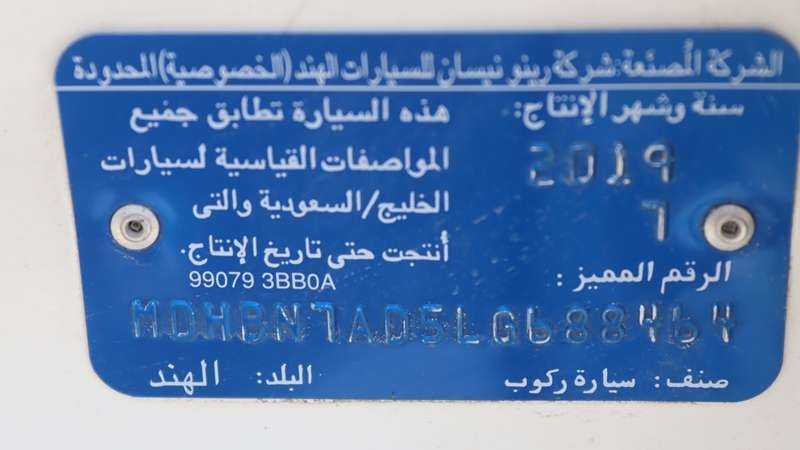 الشركة المُصنعة: شركة رينو نيسان للسيارات الهند (الخصوصية) المحدودة
سنة وشهر الإنتاج:
2019
7
هذه السيارة تطابق جميع
المواصفات القياسية لسيارات
الخليج/السعودية والتى
أنتجت حتى تاريخ الإنتاج.
99079 3BB0A
الرقم المميز :
MDHBN7AD5LG688464
صنف: سيارة ركوب
البلد: الهند